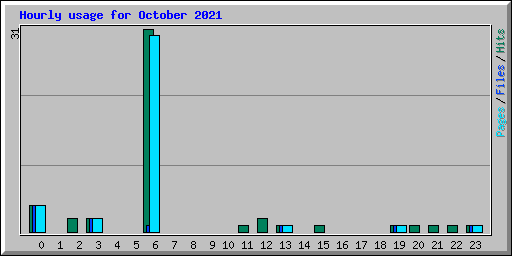 Hourly usage for October 2021
31
Pages/Files/Hits
0 1 2 3 4 5 6 7 8 9 10 11 12 13 14 15 16 17 18 19 20 21 22 23